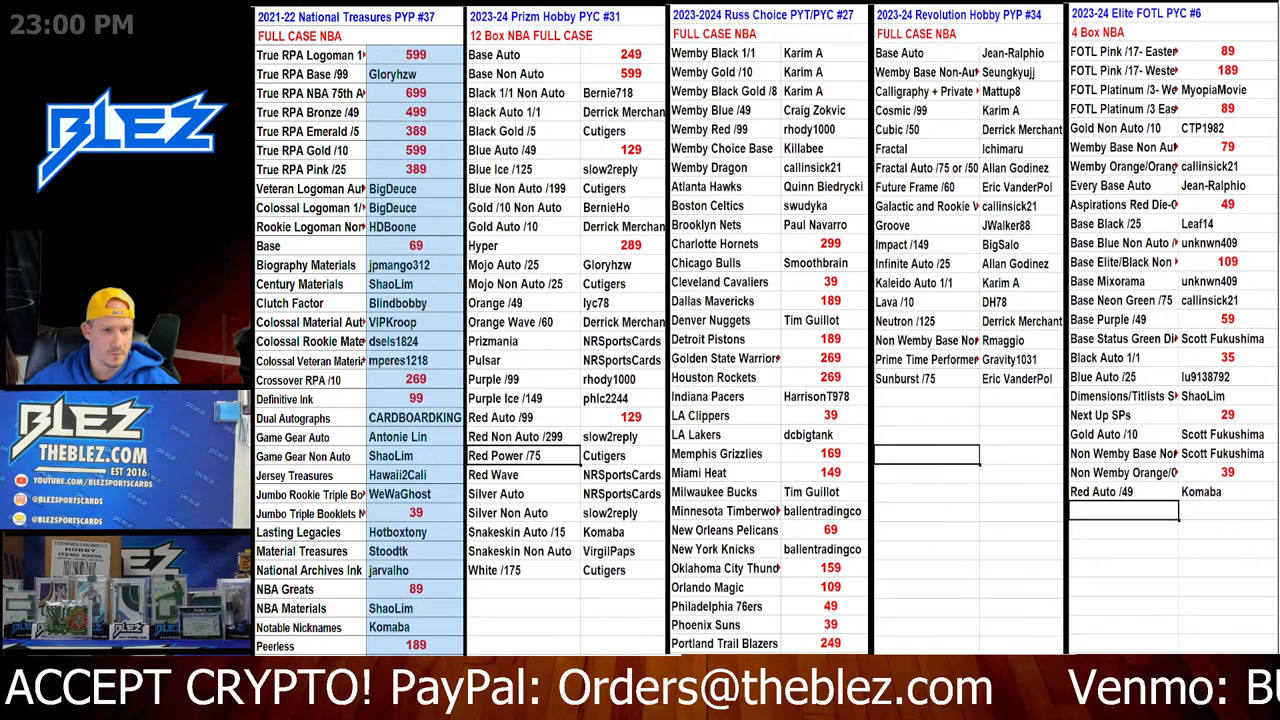 23:00 PM
BLEZ
BLEZ
THEBLEZ.COM
EST 2016
YOUTUBE.COM/BLEZSPORTSCARDS
@BLEZSPORTSCARDS
@BLEZSPORTSCARDS
HOBBY
2021-22 National Treasures PYP #37
FULL CASE NBA
True RPA Logoman 1 599
True RPA Base /99 Gloryhzw
True RPA NBA 75th A 699
True RPA Bronze /49 499
True RPA Emerald /5 389
True RPA Gold /10 599
True RPA Pink /25 389
Veteran Logoman Au BigDeuce
Colossal Logoman 1/ BigDeuce
Rookie Logoman Non HDBoone
Base 69
Biography Materials jpmango312
Century Materials ShaoLim
Clutch Factor Blindbobby
Colossal Material Aut VIPKroop
Colossal Rookie Mate dsels1824
Colossal Veteran Materi mperes1218
Crossover RPA /10 269
Definitive Ink 99
Dual Autographs CARDBOARDKING
Game Gear Auto Antonie Lin
Game Gear Non Auto ShaoLim
Jersey Treasures Hawaii2Cali
Jumbo Rookie Triple Bo WeWaGhost
Jumbo Triple Booklets N 39
Lasting Legacies Hotboxtony
Material Treasures Stoodtk
National Archives Ink jarvalho
NBA Greats 89
NBA Materials ShaoLim
Notable Nicknames Komaba
Peerless 189
2023-24 Prizm Hobby PYC #31
12 Box NBA FULL CASE
Base Auto 249
Base Non Auto 599
Black 1/1 Non Auto Bernie718
Black Auto 1/1 Derrick Merchan
Black Gold /5 Cutigers
Blue Auto /49 129
Blue Ice /125 slow2reply
Blue Non Auto /199 Cutigers
Gold /10 Non Auto BernieHo
Gold Auto /10 Derrick Merchan
Hyper 289
Mojo Auto /25 Gloryhzw
Mojo Non Auto /25 Cutigers
Orange /49 lyc78
Orange Wave /60 Derrick Merchan
Prizmania NRSportsCards
Pulsar NRSportsCards
Purple /99 rhody1000
Purple Ice /149 phlc2244
Red Auto /99 129
Red Non Auto /299 slow2reply
Red Power /75 Cutigers
Red Wave NRSportsCards
Silver Auto NRSportsCards
Silver Non Auto slow2reply
Snakeskin Auto /15 Komaba
Snakeskin Non Auto VirgilPaps
White /175 Cutigers
2023-2024 Russ Choice PYT/PYC #27
FULL CASE NBA
Wemby Black 1/1 Karim A
Wemby Gold /10 Karim A
Wemby Black Gold /8 Karim A
Wemby Blue /49 Craig Zokvic
Wemby Red /99 rhody1000
Wemby Choice Base Killabee
Wemby Dragon callinsick21
Atlanta Hawks Quinn Biedrycki
Boston Celtics swudyka
Brooklyn Nets Paul Navarro
Charlotte Hornets 299
Chicago Bulls Smoothbrain
Cleveland Cavaliers 39
Dallas Mavericks 189
Denver Nuggets Tim Guillot
Detroit Pistons 189
Golden State Warrior 269
Houston Rockets 269
Indiana Pacers HarrisonT978
LA Clippers 39
LA Lakers dcbigtank
Memphis Grizzlies 169
Miami Heat 149
Milwaukee Bucks Tim Guillot
Minnesota Timberwo ballentradingco
New Orleans Pelicans 69
New York Knicks ballentradingco
Oklahoma City Thund 159
Orlando Magic 109
Philadelphia 76ers 49
Phoenix Suns 39
Portland Trail Blazers 249
2023-24 Revolution Hobby PYP #34
FULL CASE NBA
Base Auto Jean-Ralphio
Wemby Base Non-Au Seungkyujj
Calligraphy + Private Mattup8
Cosmic /99 Karim A
Cubic /50 Derrick Merchant
Fractal Ichimaru
Fractal Auto /75 or /50 Allan Godinez
Future Frame /60 Eric VanderPol
Galactic and Rookie V callinsick21
Groove JWalker88
Impact /149 BigSalo
Infinite Auto /25 Allan Godinez
Kaleido Auto 1/1 Karim A
Lava /10 DH78
Neutron /125 Derrick Merchant
Non Wemby Base No Rmaggio
Prime Time Performe Gravity1031
Sunburst /75 Eric VanderPol
2023-24 Elite FOTL PYC #6
4 Box NBA
FOTL Pink /17- Easter 89
FOTL Pink /17- Weste 189
FOTL Platinum /3- We MyopiaMovie
FOTL Platinum /3 Eas 89
Gold Non Auto /10 CTP1982
Wemby Base Non Au 79
Wemby Orange/Orang callinsick21
Every Base Auto Jean-Ralphio
Aspirations Red Die-C 49
Base Black /25 Leaf14
Base Blue Non Auto / unknwn409
Base Elite/Black Non 109
Base Mixorama unknwn409
Base Neon Green /75 callinsick21
Base Purple /49 59
Base Status Green Di Scott Fukushima
Black Auto 1/1 35
Blue Auto /25 lu9138792
Dimensions/Titlists S ShaoLim
Next Up SPs 29
Gold Auto /10 Scott Fukushima
Non Wemby Base No Scott Fukushima
Non Wemby Orange/O 39
Red Auto /49 Komaba
ACCEPT CRYPTO! PayPal: Orders@theblez.com Venmo: B